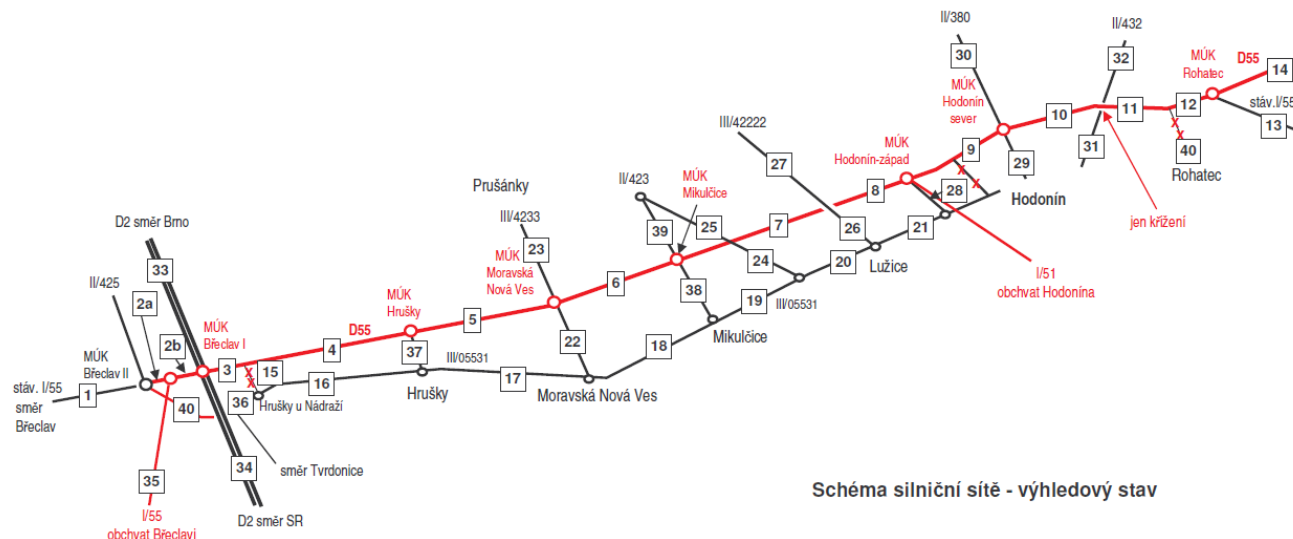 II/380
II/432
30
32
MÚK
Rohatec
D55
14
MÚK
Hodonín
sever
10
11
12
stáv.I/55
13
III/42222
27
MÚK
Hodonín-západ
9
31
29
40
Rohatec
Prušánky
II/423
MÚK
Mikulčice
8
28
Hodonín
jen křížení
D2 směr Brno
III/4233
23
39
25
7
26
21
33
MÚK
Moravská
Nová Ves
24
20
Lužice
II/425
2a
6
38
19
III/05531
I/51
obchvat Hodonína
MÚK
Hrušky
5
Mikulčice
2b
MÚK
Břeclav I
D55
4
37
22
18
MÚK
Břeclav II
3
15
III/05531
stáv. I/55
směr
Břeclav
1
16
Hrušky
17
Moravská Nová Ves
40
36
Hrušky u Nádraží
35
34
směr Tvrdonice
I/55
obchvat Břeclavi
D2 směr SR
Schéma silniční sítě - výhledový stav